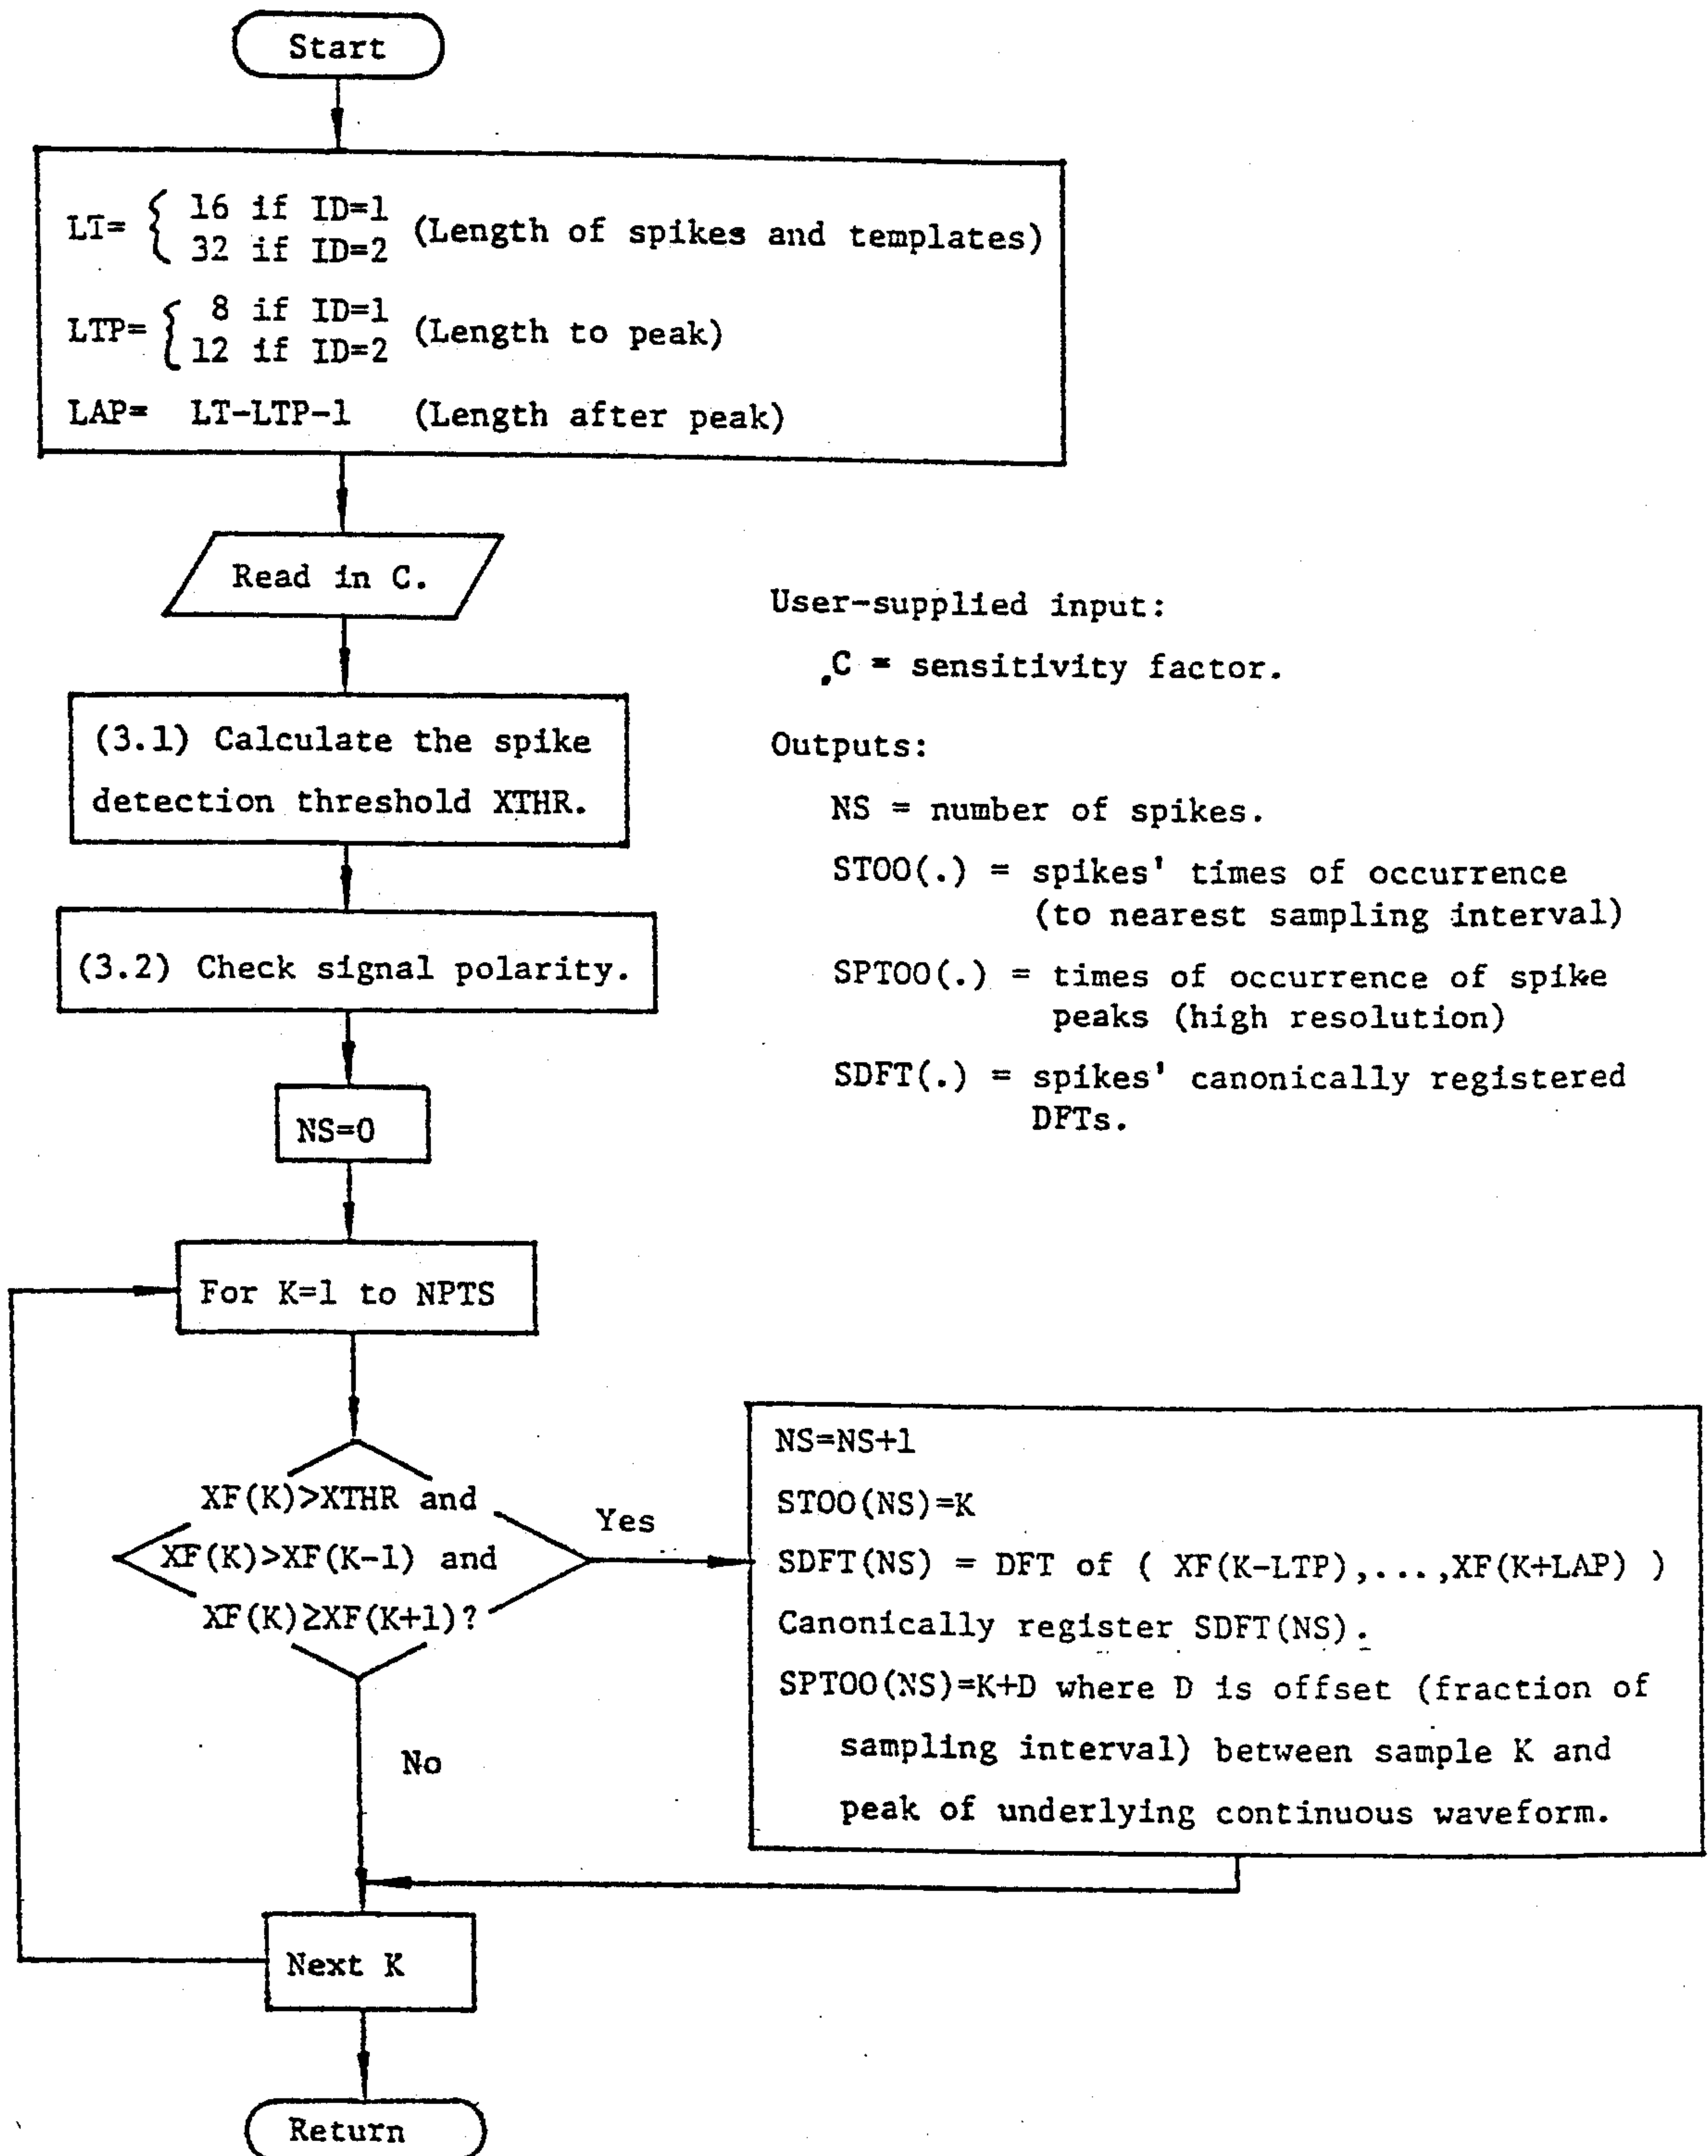 Start
LT= { 16 if ID=1
32 if ID=2 (Length of spikes and templates)
LTP= { 8 if ID=1
12 if ID=2 (Length to peak)
LAP= LT-LTP-1 (Length after peak)
Read in C.
User-supplied input:
C = sensitivity factor.
(3.1) Calculate the spike
detection threshold XTHR.
Outputs:
NS = number of spikes.
STOO(.) = spikes' times of occurrence
(to nearest sampling interval)
SPTOO(.) = times of occurrence of spike
peaks (high resolution)
SDFT(.) = spikes' canonically registered
DFTs.
(3.2) Check signal polarity.
NS=0
For K=1 to NPTS
XF(K)>XTHR and
XF(K)>XF(K-1) and
XF(K)≥XF(K+1)?
Yes
NS=NS+1
STOO(NS)=K
SDFT(NS) = DFT of ( XF(K-LTP),...,XF(K+LAP) )
Canonically register SDFT(NS).
SPTOO(NS)=K+D where D is offset (fraction of
sampling interval) between sample K and
peak of underlying continuous waveform.
No
Next K
Return